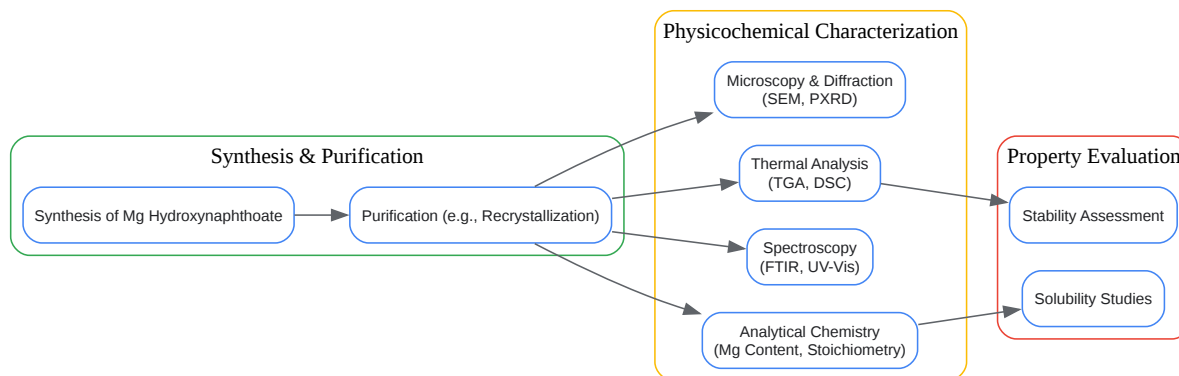 Synthesis & Purification
Synthesis of Mg Hydroxynaphthoate
Purification (e.g., Recrystallization)
Physicochemical Characterization
Microscopy & Diffraction
(SEM, PXRD)
Thermal Analysis
(TGA, DSC)
Spectroscopy
(FTIR, UV-Vis)
Analytical Chemistry
(Mg Content, Stoichiometry)
Property Evaluation
Stability Assessment
Solubility Studies